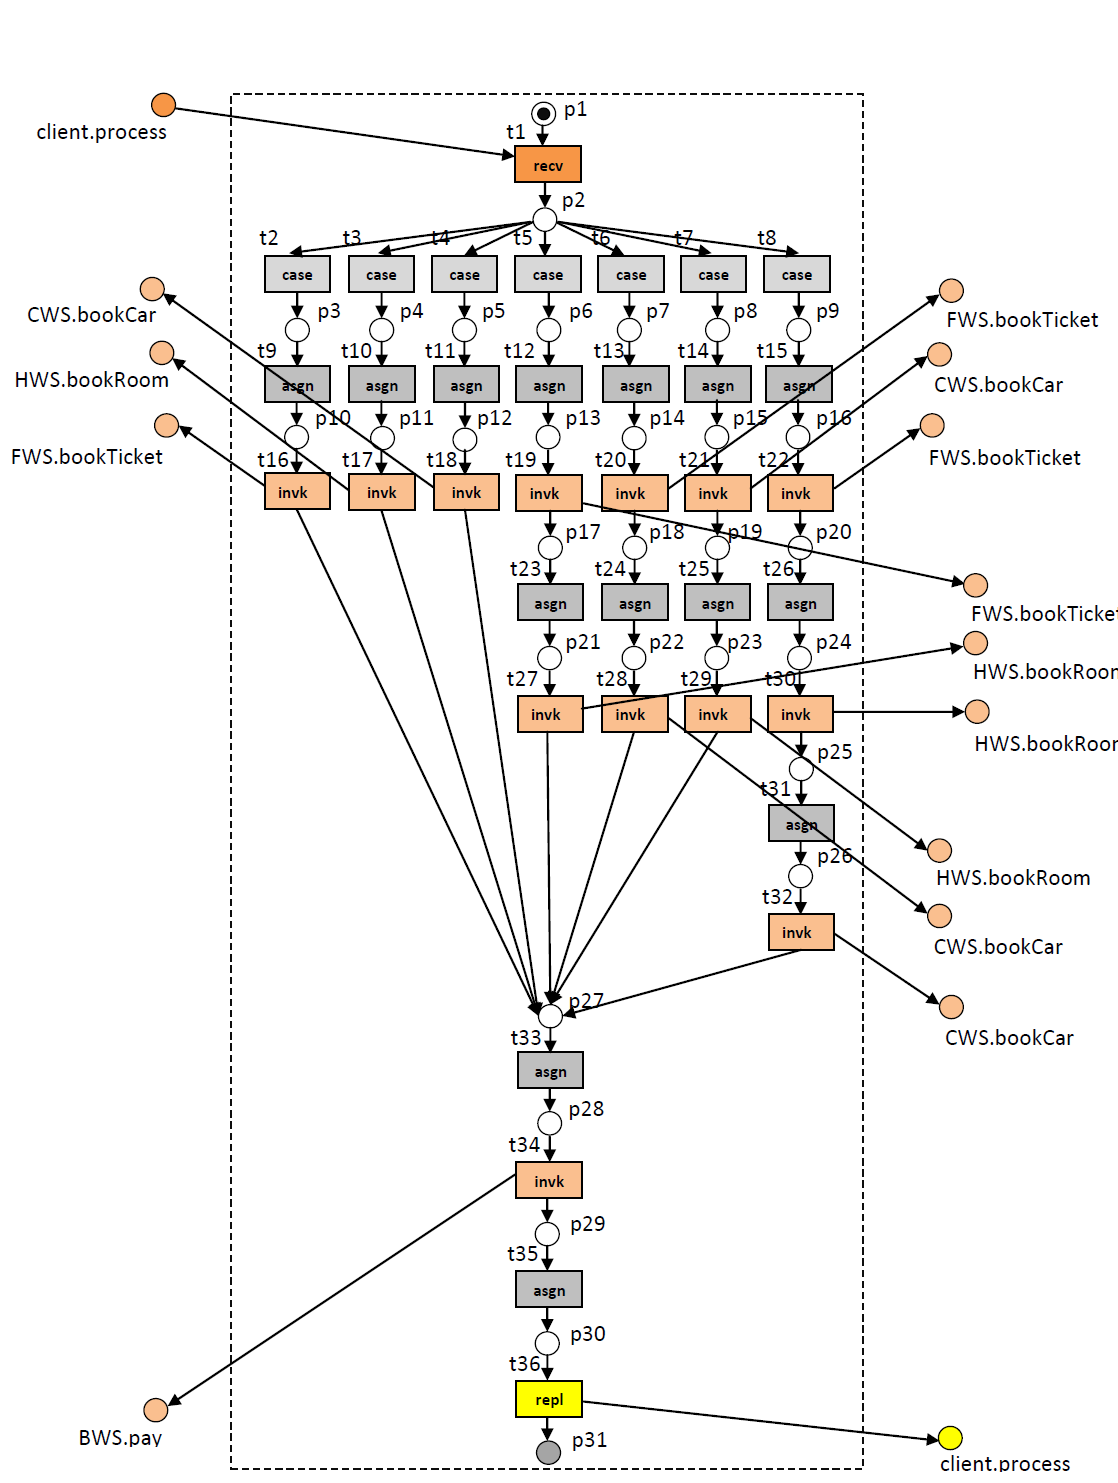 p1
client.process
t1
recv
p2
t2 t3 t4 t5 t6 t7 t8
case case case case case case case
CWS.bookCar
p3 p4 p5 p6 p7 p8 p9
FWS.bookTicket
t9 t10 t11 t12 t13 t14 t15
HWS.bookRoom
asgn asgn asgn asgn asgn asgn asgn
CWS.bookCar
p10 p11 p12 p13 p14 p15 p16
FWS.bookTicket
t16 t17 t18 t19 t20 t21 t22
FWS.bookTicket
invk invk invk invk invk invk invk
p17 p18 p19 p20
t23 t24 t25 t26
asgn asgn asgn asgn
FWS.bookTicket
p21 p22 p23 p24
HWS.bookRoom
t27 t28 t29 t30
invk invk invk invk
HWS.bookRoom
p25
t31
asgn
p26
HWS.bookRoom
t32
invk
CWS.bookCar
p27
CWS.bookCar
t33
asgn
p28
t34
invk
p29
t35
asgn
p30
t36
repl
BWS.pay
p31
client.process